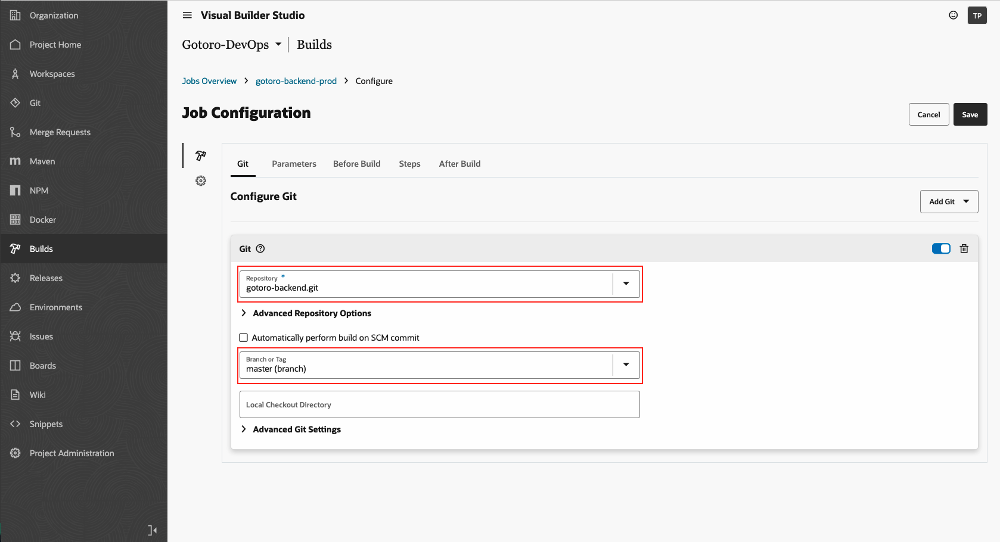 Organization
Project Home
Workspaces
Git
Merge Requests
Maven
NPM
Docker
Builds
Releases
Environments
Issues
Boards
Wiki
Snippets
Project Administration
Visual Builder Studio
TP
Gotoro-DevOps | Builds
Jobs Overview > gotoro-backend-prod > Configure
Job Configuration
Cancel Save
Git Parameters Before Build Steps After Build
Configure Git
Add Git
Git
Repository *
gotoro-backend.git
Advanced Repository Options
Automatically perform build on SCM commit
Branch or Tag
master (branch)
Local Checkout Directory
Advanced Git Settings